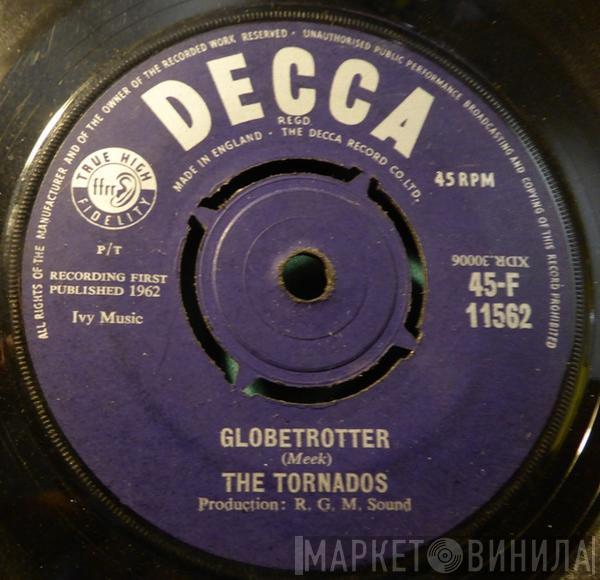 ALL RIGHTS OF THE MANUFACTURER AND OF THE OWNER OF THE RECORDED WORK RESERVED · UNAUTHORISED PUBLIC PERFORMANCE BROADCASTING AND COPYING OF THIS RECORD PROHIBITED
DECCA
REGD.
MADE IN ENGLAND · THE DECCA RECORD CO. LTD.
TRUE HIGH
ffrr
FIDELITY
45 RPM
P/T
RECORDING FIRST
PUBLISHED 1962
Ivy Music
XDR.30006
45-F
11562
GLOBETROTTER
(Meek)
THE TORNADOS
Production: R. G. M. Sound
МАРКЕТ ВИНИЛА